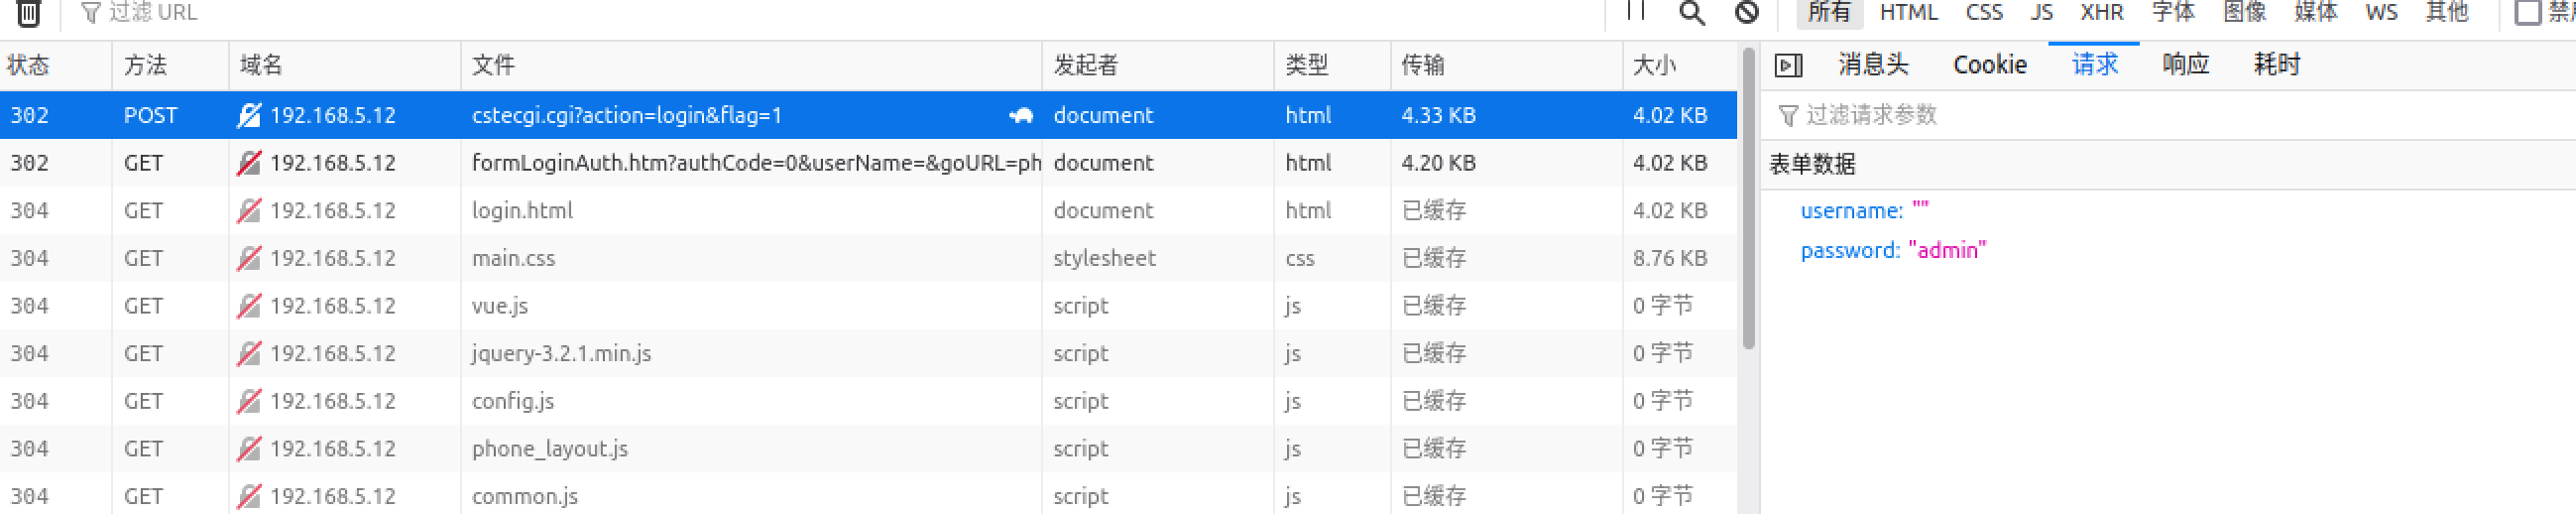 过滤 URL 所有 HTML CSS JS XHR 字体 图像 媒体 WS 其他
状态 方法 域名 文件 发起者 类型 传输 大小 消息头 Cookie 请求 响应 耗时
302 POST 192.168.5.12 cstecgi.cgi?action=login&flag=1 document html 4.33 KB 4.02 KB 过滤请求参数
302 GET 192.168.5.12 formLoginAuth.htm?authCode=0&userName=&goURL=ph document html 4.20 KB 4.02 KB 表单数据
304 GET 192.168.5.12 login.html document html 已缓存 4.02 KB username: ""
304 GET 192.168.5.12 main.css stylesheet css 已缓存 8.76 KB password: "admin"
304 GET 192.168.5.12 vue.js script js 已缓存 0 字节
304 GET 192.168.5.12 jquery-3.2.1.min.js script js 已缓存 0 字节
304 GET 192.168.5.12 config.js script js 已缓存 0 字节
304 GET 192.168.5.12 phone_layout.js script js 已缓存 0 字节
304 GET 192.168.5.12 common.js script js 已缓存 0 字节